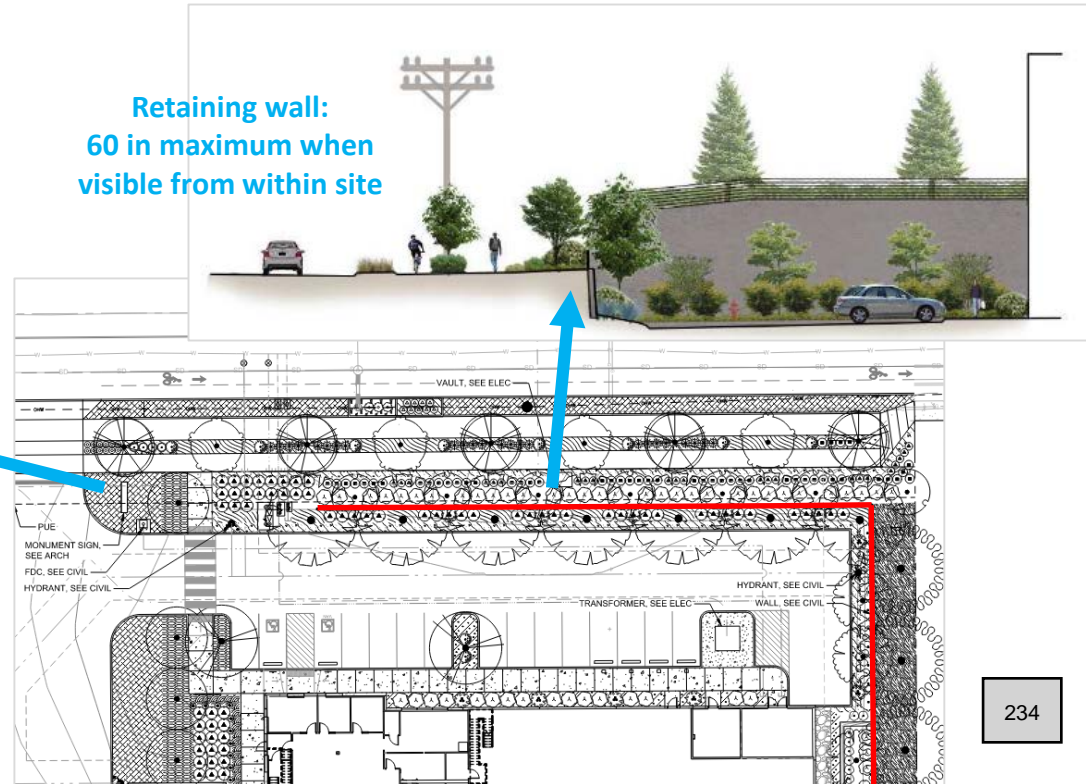 Retaining wall:
60 in maximum when
visible from within site
VAULT, SEE ELEC
PUE
MONUMENT SIGN,
SEE ARCH
FDC, SEE CIVIL
HYDRANT, SEE CIVIL
HYDRANT, SEE CIVIL
TRANSFORMER, SEE ELEC
WALL, SEE CIVIL
234